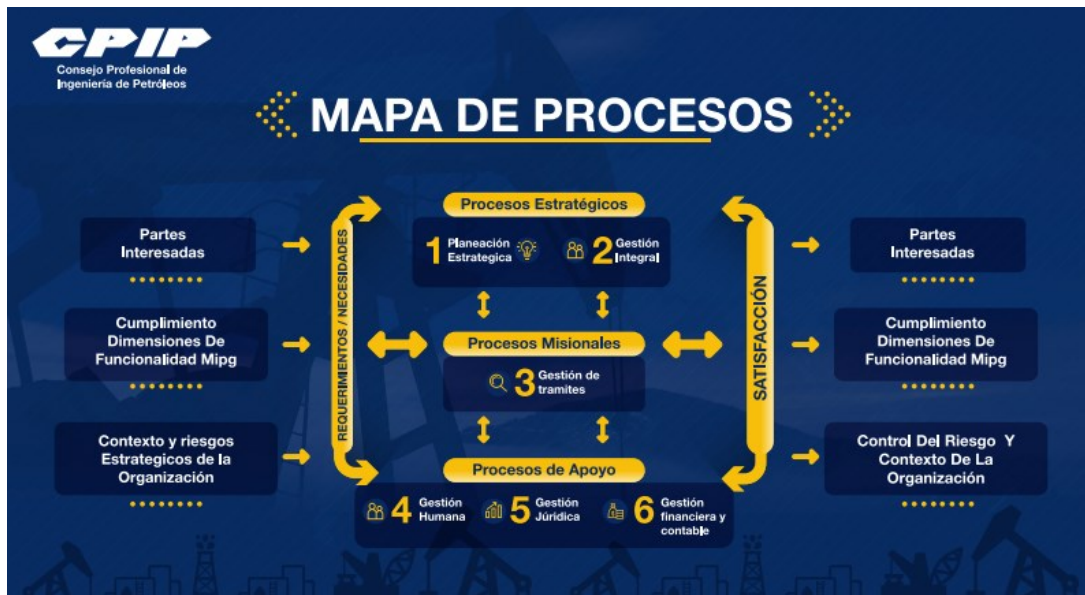 CPIP
Consejo Profesional de
Ingeniería de Petróleos
MAPA DE PROCESOS
Partes
Interesadas
Cumplimiento
Dimensiones De
Funcionalidad Mipg
Contexto y riesgos
Estrategicos de la
Organización
REQUERIMIENTOS / NECESIDADES
Procesos Estratégicos
1 Planeación
Estrategica
2 Gestión
Integral
Procesos Misionales
3 Gestión de
tramites
Procesos de Apoyo
4 Gestión
Humana
5 Gestión
Júridica
6 Gestión
financiera y
contable
SATISFACCIÓN
Partes
Interesadas
Cumplimiento
Dimensiones De
Funcionalidad Mipg
Control Del Riesgo Y
Contexto De La
Organización